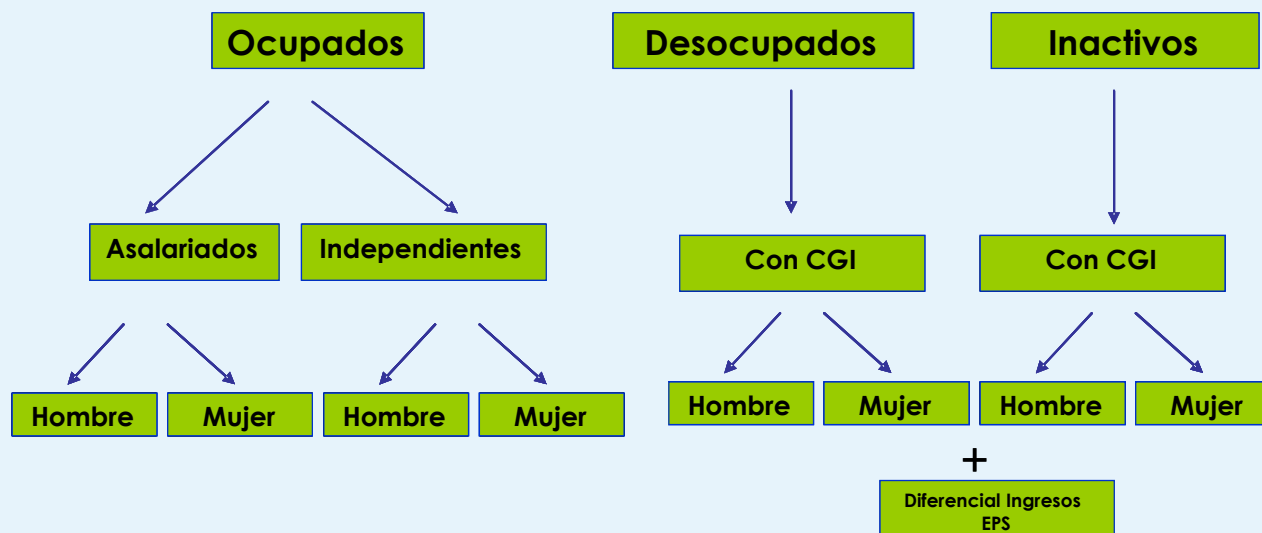 Ocupados
Desocupados
Inactivos
Asalariados
Independientes
Con CGI
Con CGI
Hombre
Mujer
Hombre
Mujer
Hombre
Mujer
Hombre
Mujer
+
Diferencial Ingresos
EPS